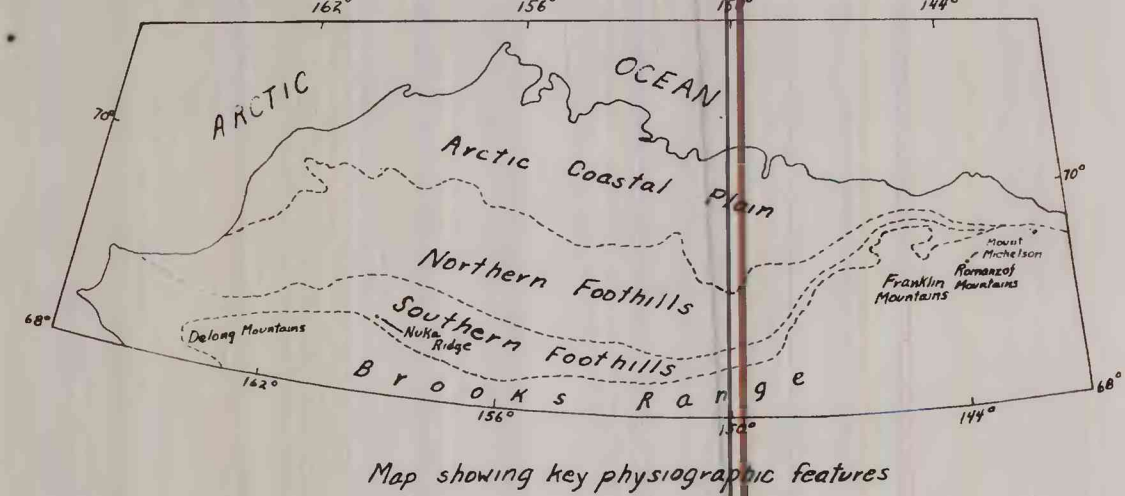 162° 156° 150° 144°
ARCTIC OCEAN
70°
Arctic Coastal Plain
70°
Northern Foothills
Mount
Michelson
Romanzof
Mountains
Franklin
Mountains
Southern Foothills
Nuka
Ridge
Delong Mountains
68°
Brooks Range
68°
162° 156° 150° 144°
Map showing key physiographic features